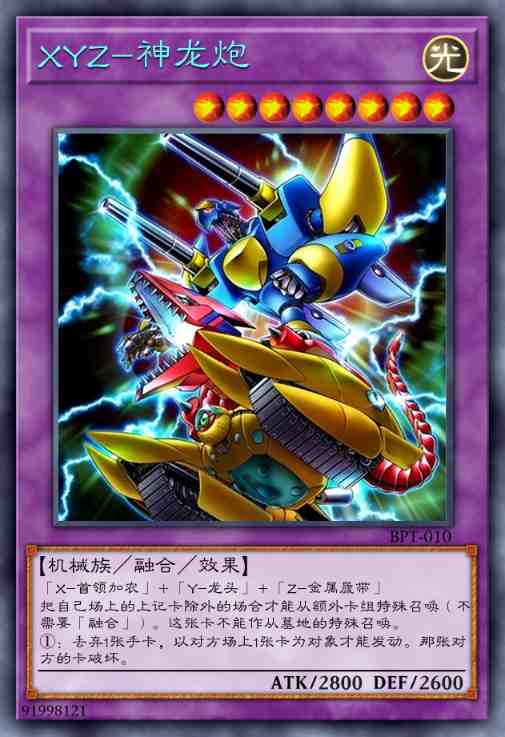 XYZ-神龙炮
光
BPT-010
【机械族／融合／效果】
「X-首领加农」＋「Y-龙头」＋「Z-金属履带」
把自己场上的上记卡除外的场合才能从额外卡组特殊召唤（不
需要「融合」）。这张卡不能作从墓地的特殊召唤。
①：去弃1张手卡，以对方场上1张卡为对象才能发动。那张对
方的卡破坏。
ATK/2800 DEF/2600
91998121